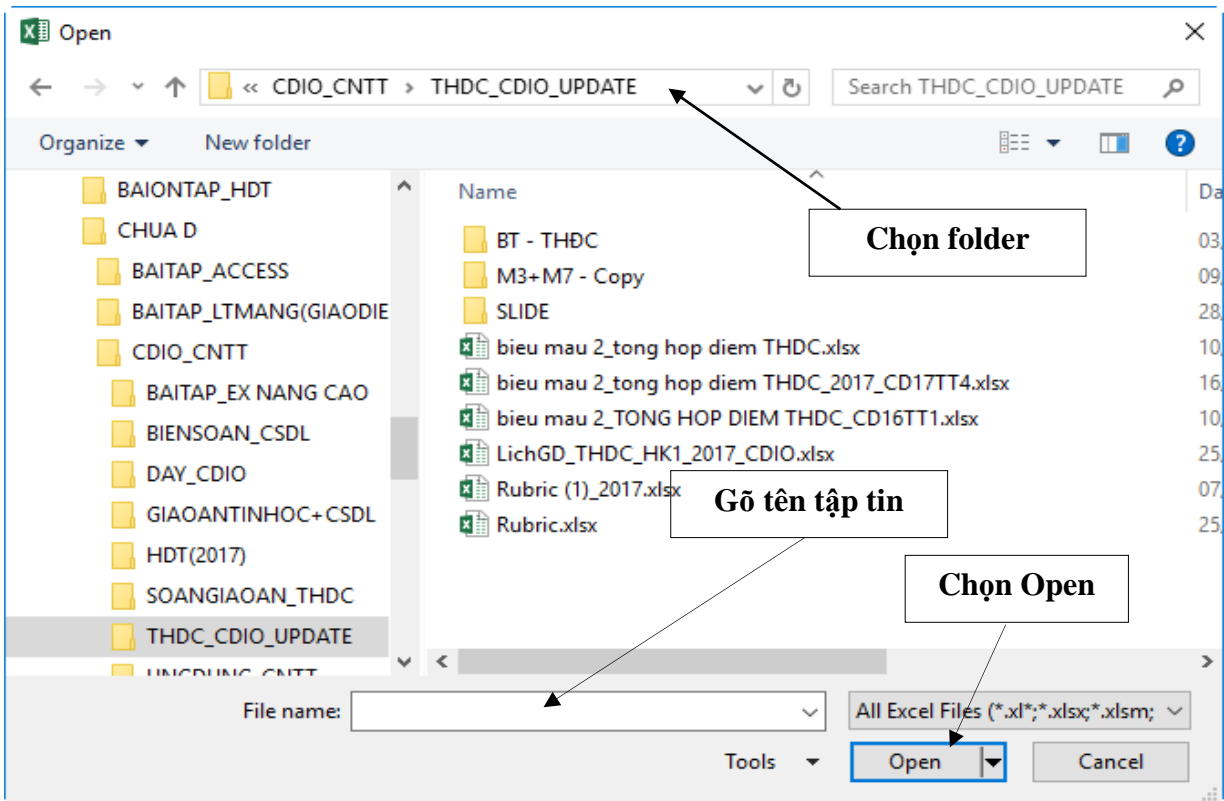 Open
« CDIO_CNTT > THDC_CDIO_UPDATE
Search THDC_CDIO_UPDATE
Organize
New folder
BAIONTAP_HDT
CHUA D
BAITAP_ACCESS
BAITAP_LTMANG(GIAODIE
CDIO_CNTT
BAITAP_EX NANG CAO
BIENSOAN_CSDL
DAY_CDIO
GIAOANTINHOC+CSDL
HDT(2017)
SOANGIAOAN_THDC
THDC_CDIO_UPDATE
UNGDUNG_CNTT
Name
Da
Chọn folder
BT - THĐC
03,
M3+M7 - Copy
09,
SLIDE
28,
bieu mau 2_tong hop diem THDC.xlsx
10,
bieu mau 2_tong hop diem THDC_2017_CD17TT4.xlsx
16,
bieu mau 2_TONG HOP DIEM THDC_CD16TT1.xlsx
10,
LichGD_THDC_HK1_2017_CDIO.xlsx
25,
Rubric (1)_2017.xlsx
07,
Rubric.xlsx
25,
Gõ tên tập tin
Chọn Open
File name:
All Excel Files (*.xl*;*.xlsx;*.xlsm;
Tools
Open
Cancel